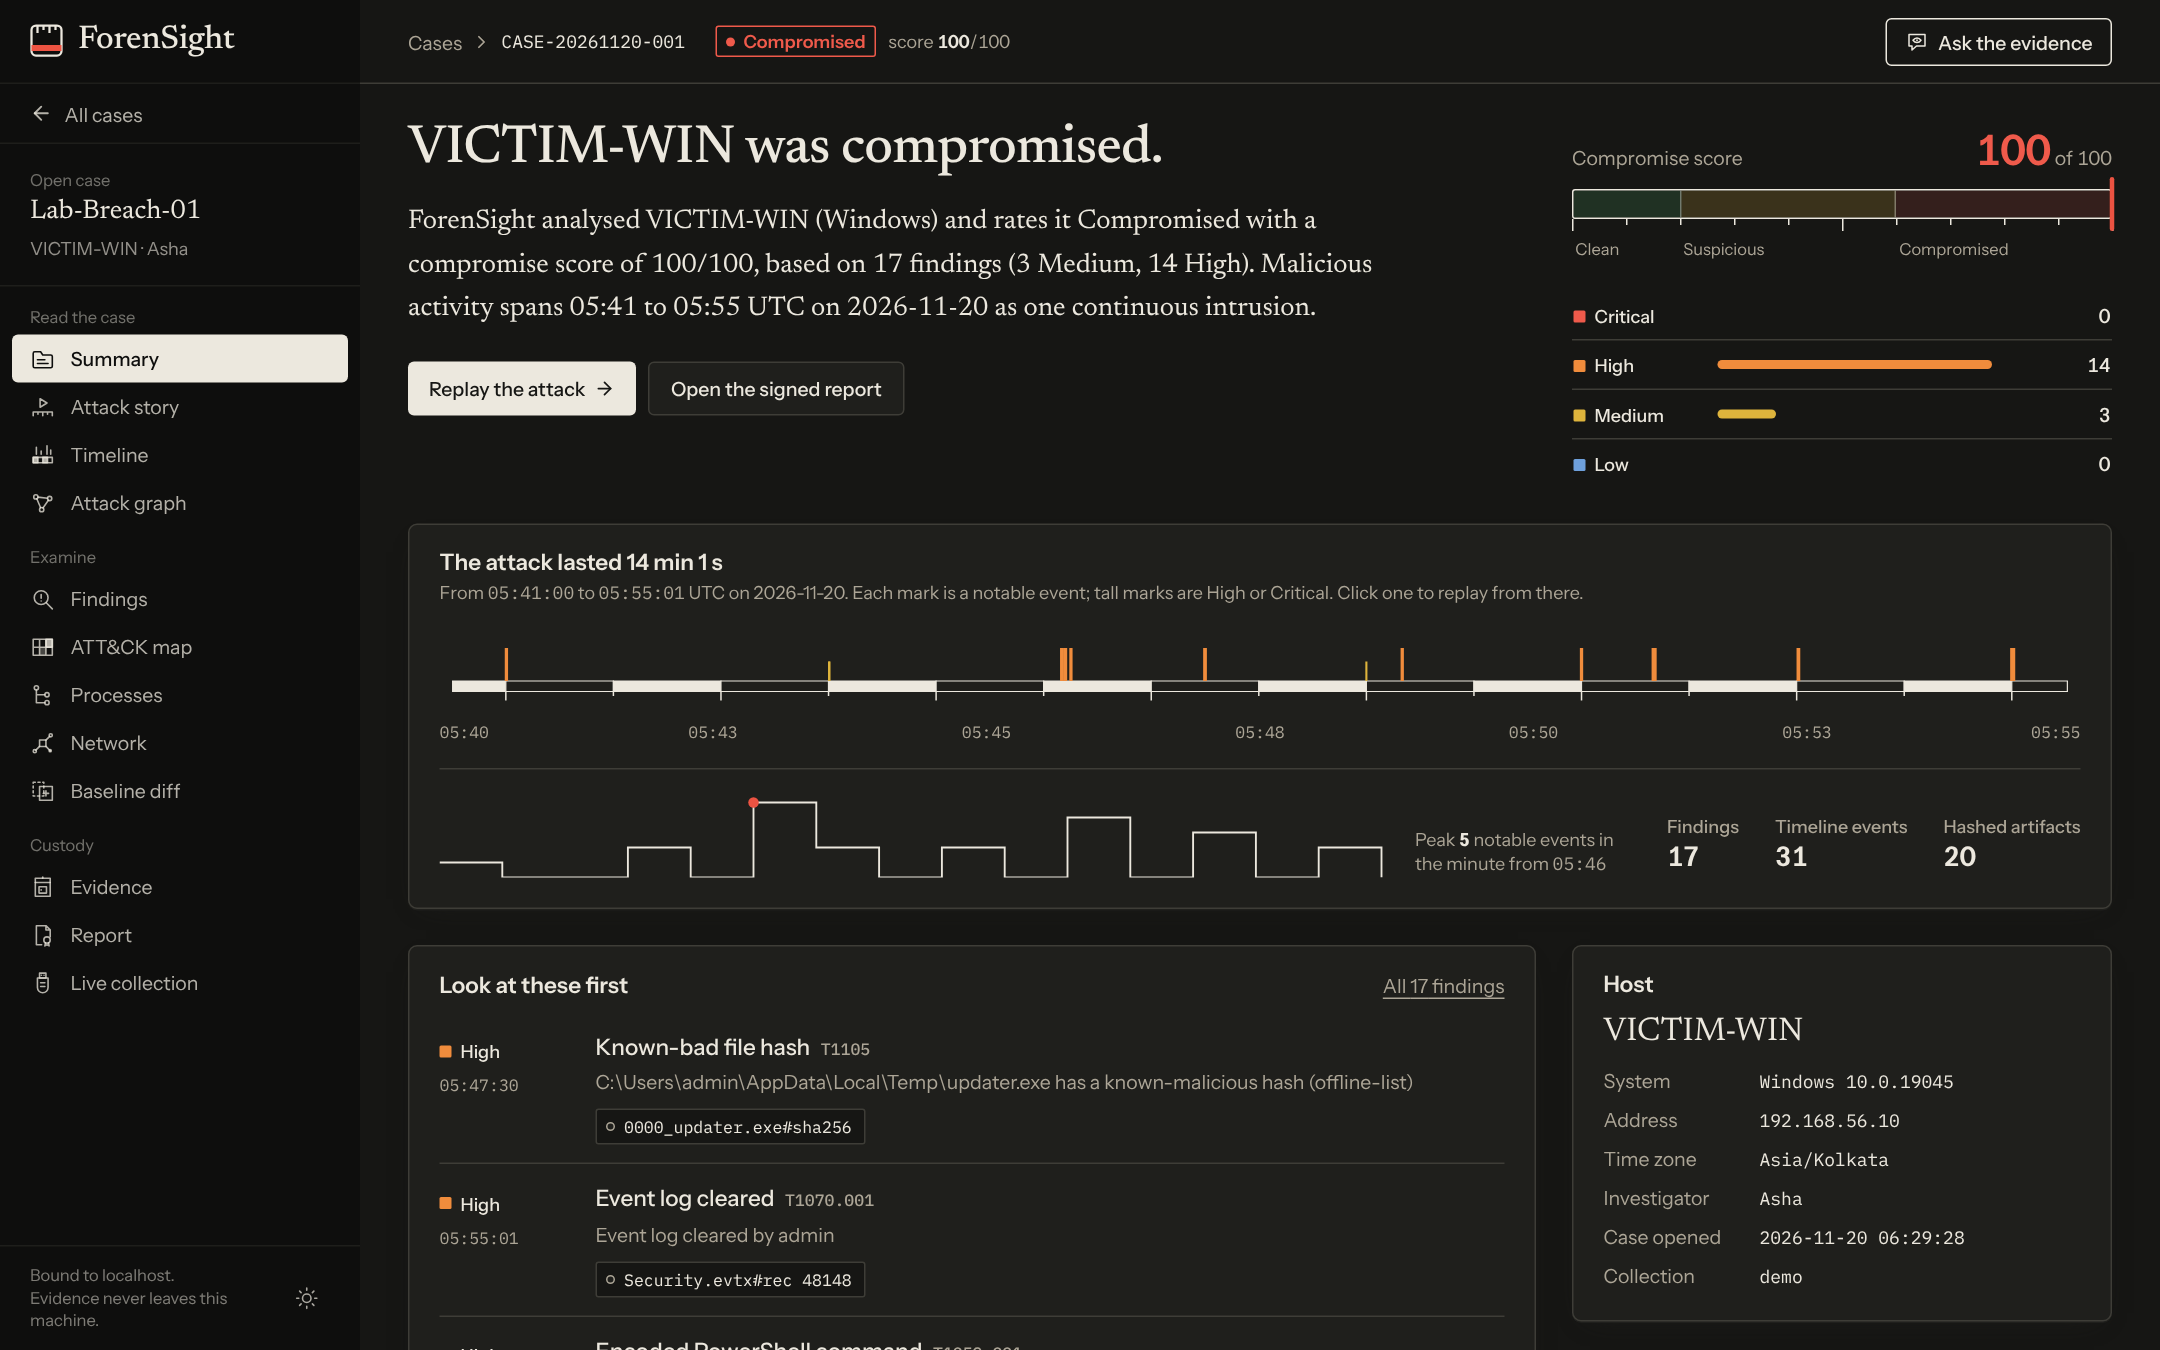 ForenSight
All cases
Open case
Lab-Breach-01
VICTIM-WIN · Asha
Read the case
Summary
Attack story
Timeline
Attack graph
Examine
Findings
ATT&CK map
Processes
Network
Baseline diff
Custody
Evidence
Report
Live collection
Bound to localhost.
Evidence never leaves this
machine.
Cases > CASE-20261120-001 Compromised score 100/100
Ask the evidence
VICTIM-WIN was compromised.
ForenSight analysed VICTIM-WIN (Windows) and rates it Compromised with a
compromise score of 100/100, based on 17 findings (3 Medium, 14 High). Malicious
activity spans 05:41 to 05:55 UTC on 2026-11-20 as one continuous intrusion.
Replay the attack →
Open the signed report
Compromise score 100 of 100
Clean Suspicious Compromised
Critical 0
High 14
Medium 3
Low 0
The attack lasted 14 min 1 s
From 05:41:00 to 05:55:01 UTC on 2026-11-20. Each mark is a notable event; tall marks are High or Critical. Click one to replay from there.
05:40 05:43 05:45 05:48 05:50 05:53 05:55
Peak 5 notable events in
the minute from 05:46
Findings
17
Timeline events
31
Hashed artifacts
20
Look at these first
All 17 findings
High
05:47:30
Known-bad file hash T1105
C:\Users\admin\AppData\Local\Temp\updater.exe has a known-malicious hash (offline-list)
0000_updater.exe#sha256
High
05:55:01
Event log cleared T1070.001
Event log cleared by admin
Security.evtx#rec 48148
High
Encoded PowerShell command
Host
VICTIM-WIN
System Windows 10.0.19045
Address 192.168.56.10
Time zone Asia/Kolkata
Investigator Asha
Case opened 2026-11-20 06:29:28
Collection demo